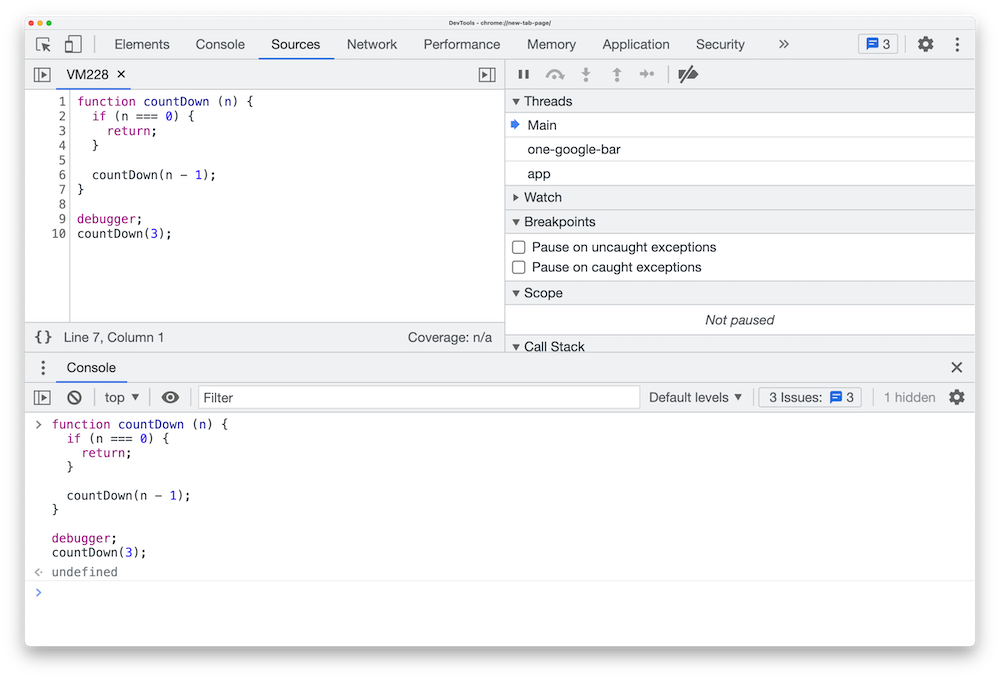 DevTools - chrome://new-tab-page/
Elements Console Sources Network Performance Memory Application Security » 3
VM228 ×
1 function countDown (n) {
2 if (n === 0) {
3 return;
4 }
5
6 countDown(n - 1);
7 }
8
9 debugger;
10 countDown(3);
{} Line 7, Column 1 Coverage: n/a
Threads
Main
one-google-bar
app
Watch
Breakpoints
Pause on uncaught exceptions
Pause on caught exceptions
Scope
Not paused
Call Stack
Console
top Filter Default levels 3 Issues: 3 1 hidden
> function countDown (n) {
if (n === 0) {
return;
}
countDown(n - 1);
}
debugger;
countDown(3);
undefined
>